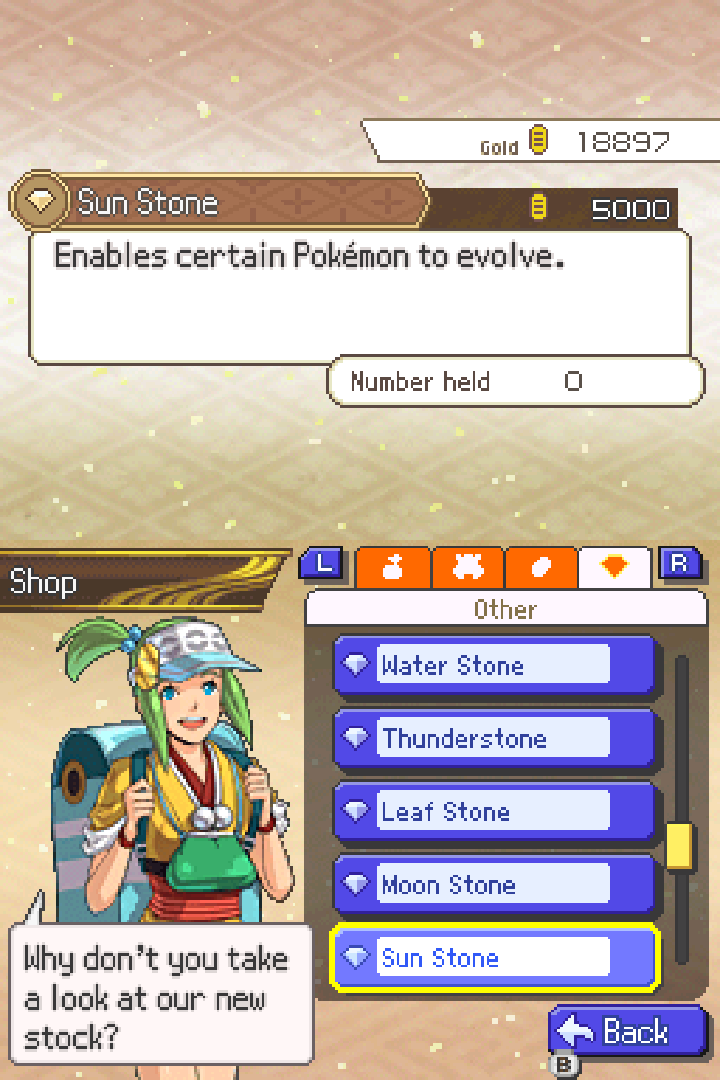 Gold 18897
Sun Stone 5000
Enables certain Pokémon to evolve.
Number held 0
Shop
L
R
Other
Water Stone
Thunderstone
Leaf Stone
Moon Stone
Sun Stone
Why don't you take
a look at our new
stock?
Back
B